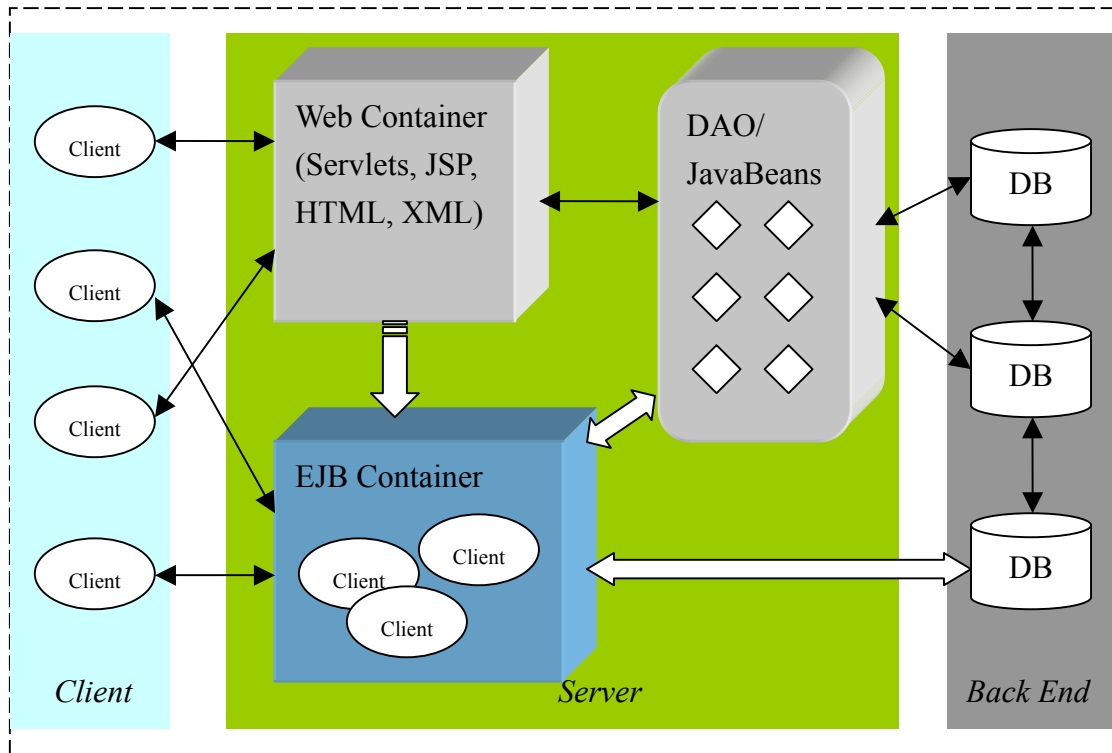 Client
Client
Client
Client
Client
Web Container
(Servlets, JSP,
HTML, XML)
EJB Container
Client
Client
Client
DAO/
JavaBeans
Server
DB
DB
DB
Back End